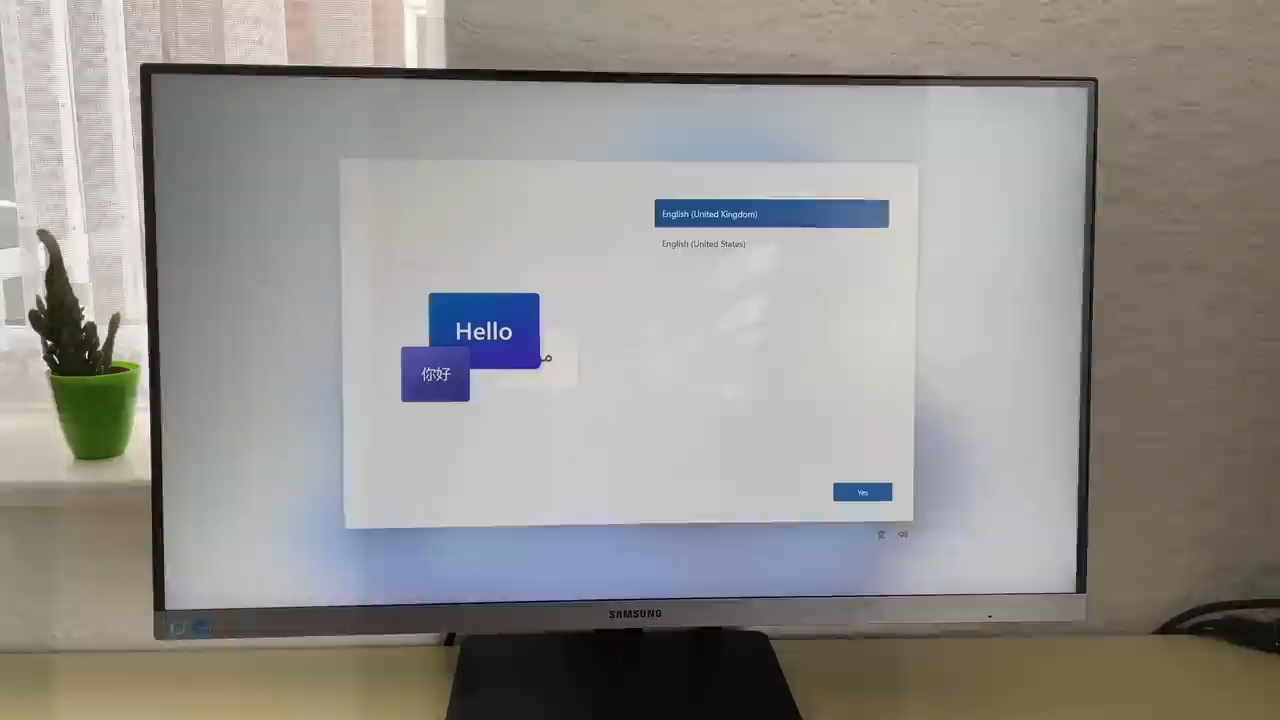 English (United Kingdom)
English (United States)
Hello
你好
Yes
SAMSUNG